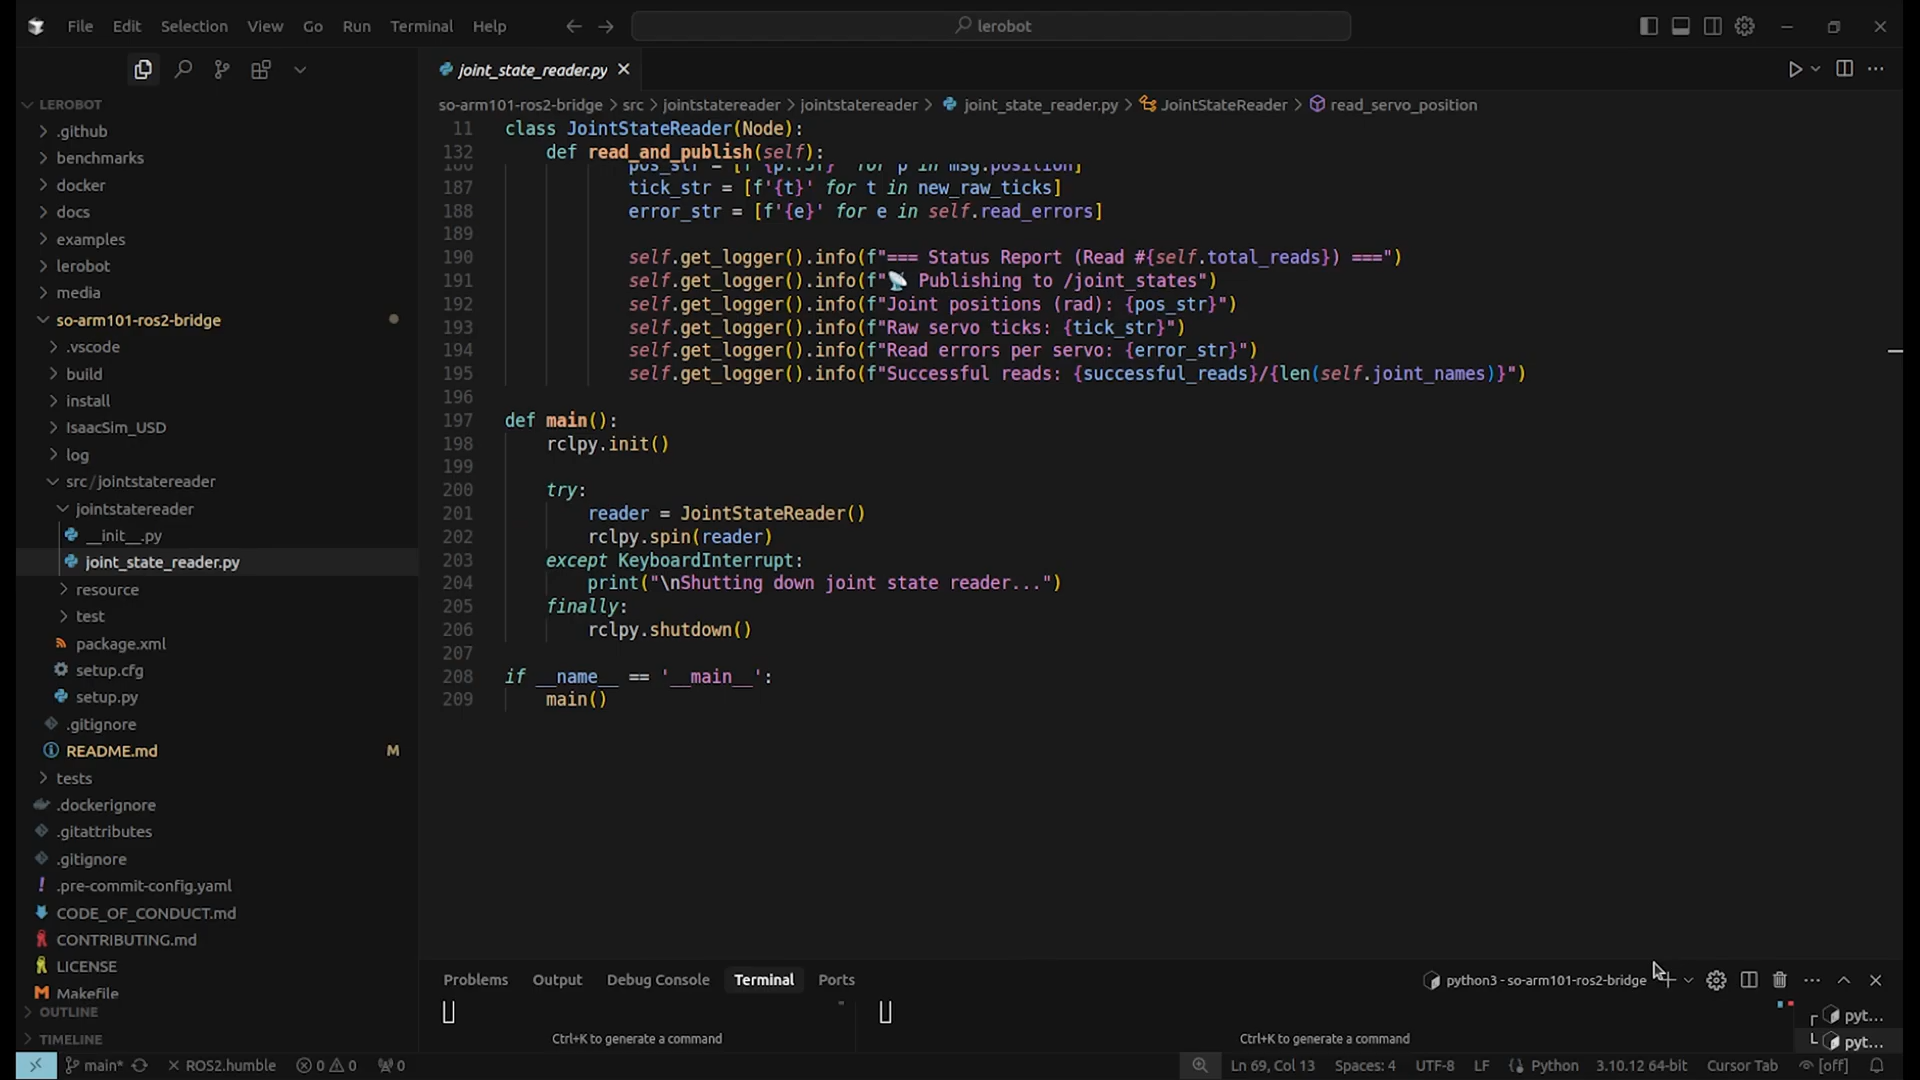 File Edit Selection View Go Run Terminal Help
lerobot
joint_state_reader.py
so-arm101-ros2-bridge > src > jointstatereader > jointstatereader > joint_state_reader.py > JointStateReader > read_servo_position
LEROBOT
.github
benchmarks
docker
docs
examples
lerobot
media
so-arm101-ros2-bridge
.vscode
build
install
IsaacSim_USD
log
src/jointstatereader
jointstatereader
__init__.py
joint_state_reader.py
resource
test
package.xml
setup.cfg
setup.py
.gitignore
README.md M
tests
.dockerignore
.gitattributes
.gitignore
.pre-commit-config.yaml
CODE_OF_CONDUCT.md
CONTRIBUTING.md
LICENSE
Makefile
OUTLINE
TIMELINE
11 class JointStateReader(Node):
132 def read_and_publish(self):
187 tick_str = [f'{t}' for t in new_raw_ticks]
188 error_str = [f'{e}' for e in self.read_errors]
189
190 self.get_logger().info(f"=== Status Report (Read #{self.total_reads}) ===")
191 self.get_logger().info(f"📡 Publishing to /joint_states")
192 self.get_logger().info(f"Joint positions (rad): {pos_str}")
193 self.get_logger().info(f"Raw servo ticks: {tick_str}")
194 self.get_logger().info(f"Read errors per servo: {error_str}")
195 self.get_logger().info(f"Successful reads: {successful_reads}/{len(self.joint_names)}")
196
197 def main():
198 rclpy.init()
199
200 try:
201 reader = JointStateReader()
202 rclpy.spin(reader)
203 except KeyboardInterrupt:
204 print("\nShutting down joint state reader...")
205 finally:
206 rclpy.shutdown()
207
208 if __name__ == '__main__':
209 main()
Problems Output Debug Console Terminal Ports
python3 - so-arm101-ros2-bridge
Ctrl+K to generate a command
Ctrl+K to generate a command
pyt...
pyt...
main* ROS2.humble 0 0 0
Ln 69, Col 13 Spaces: 4 UTF-8 LF Python 3.10.12 64-bit Cursor Tab [off]